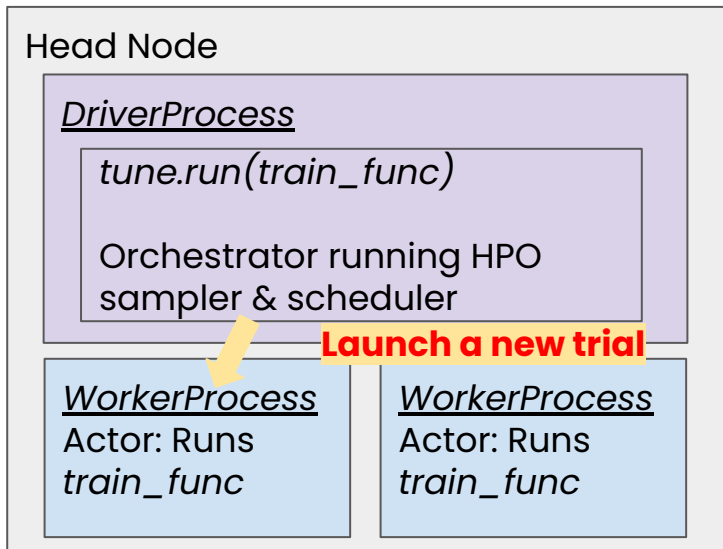 Head Node
DriverProcess
tune.run(train_func)
Orchestrator running HPO
sampler & scheduler
Launch a new trial
WorkerProcess
Actor: Runs
train_func
WorkerProcess
Actor: Runs
train_func